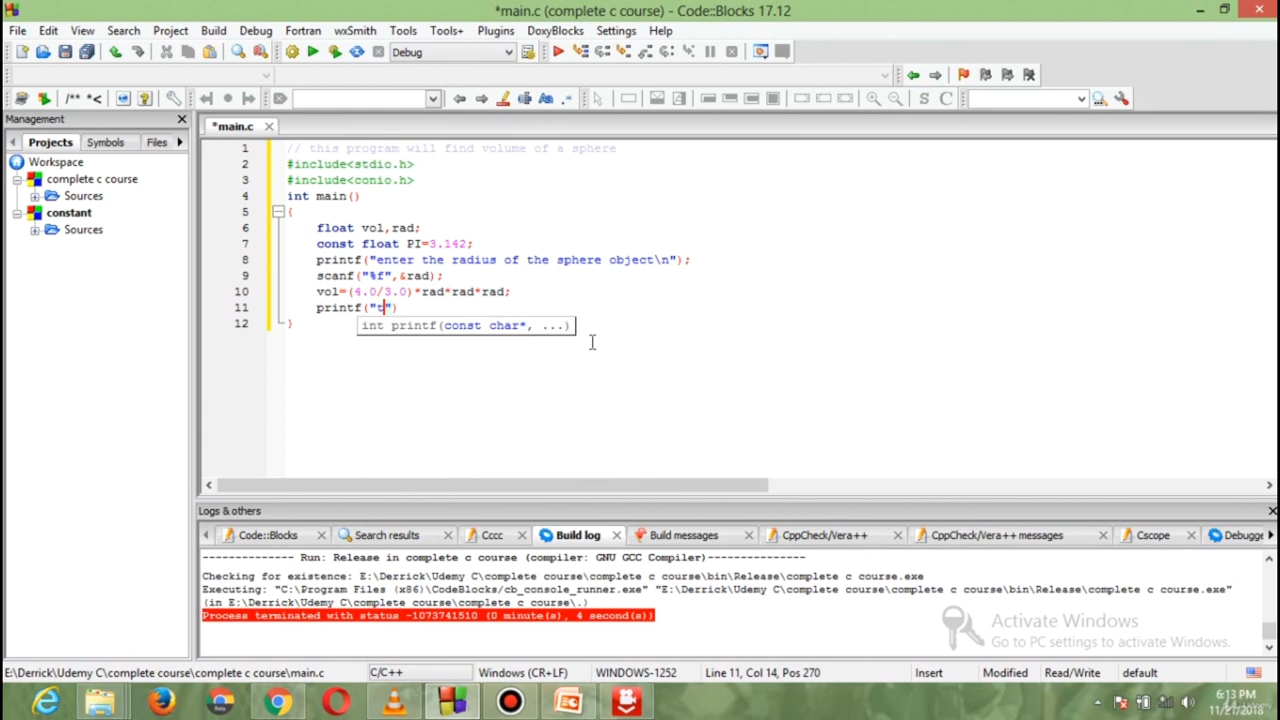 *main.c (complete c course) - Code::Blocks 17.12
File Edit View Search Project Build Debug Fortran wxSmith Tools Tools+ Plugins DoxyBlocks Settings Help
Debug
/** *<
S C
Management
Projects Symbols Files
*main.c
Workspace
complete c course
Sources
constant
Sources
1 // this program will find volume of a sphere
2 #include<stdio.h>
3 #include<conio.h>
4 int main()
5 {
6 float vol,rad;
7 const float PI=3.142;
8 printf("enter the radius of the sphere object\n");
9 scanf("%f",&rad);
10 vol=(4.0/3.0)*rad*rad*rad;
11 printf("t")
12 }
int printf(const char*, ...)
Logs & others
Code::Blocks Search results Cccc Build log Build messages CppCheck/Vera++ CppCheck/Vera++ messages Cscope Debugge
-------------- Run: Release in complete c course (compiler: GNU GCC Compiler)---------------
Checking for existence: E:\Derrick\Udemy C\complete course\complete c course\bin\Release\complete c course.exe
Executing: "C:\Program Files (x86)\CodeBlocks/cb_console_runner.exe" "E:\Derrick\Udemy C\complete course\complete c course\bin\Release\complete c course.exe"
(in E:\Derrick\Udemy C\complete course\complete c course\.)
Process terminated with status -1073741510 (0 minute(s), 4 second(s))
Activate Windows
Go to PC settings to activate Windows.
E:\Derrick\Udemy C\complete course\complete c course\main.c C/C++ Windows (CR+LF) WINDOWS-1252 Line 11, Col 14, Pos 270 Insert Modified Read/Write default
6:13 PM
11/21/2018